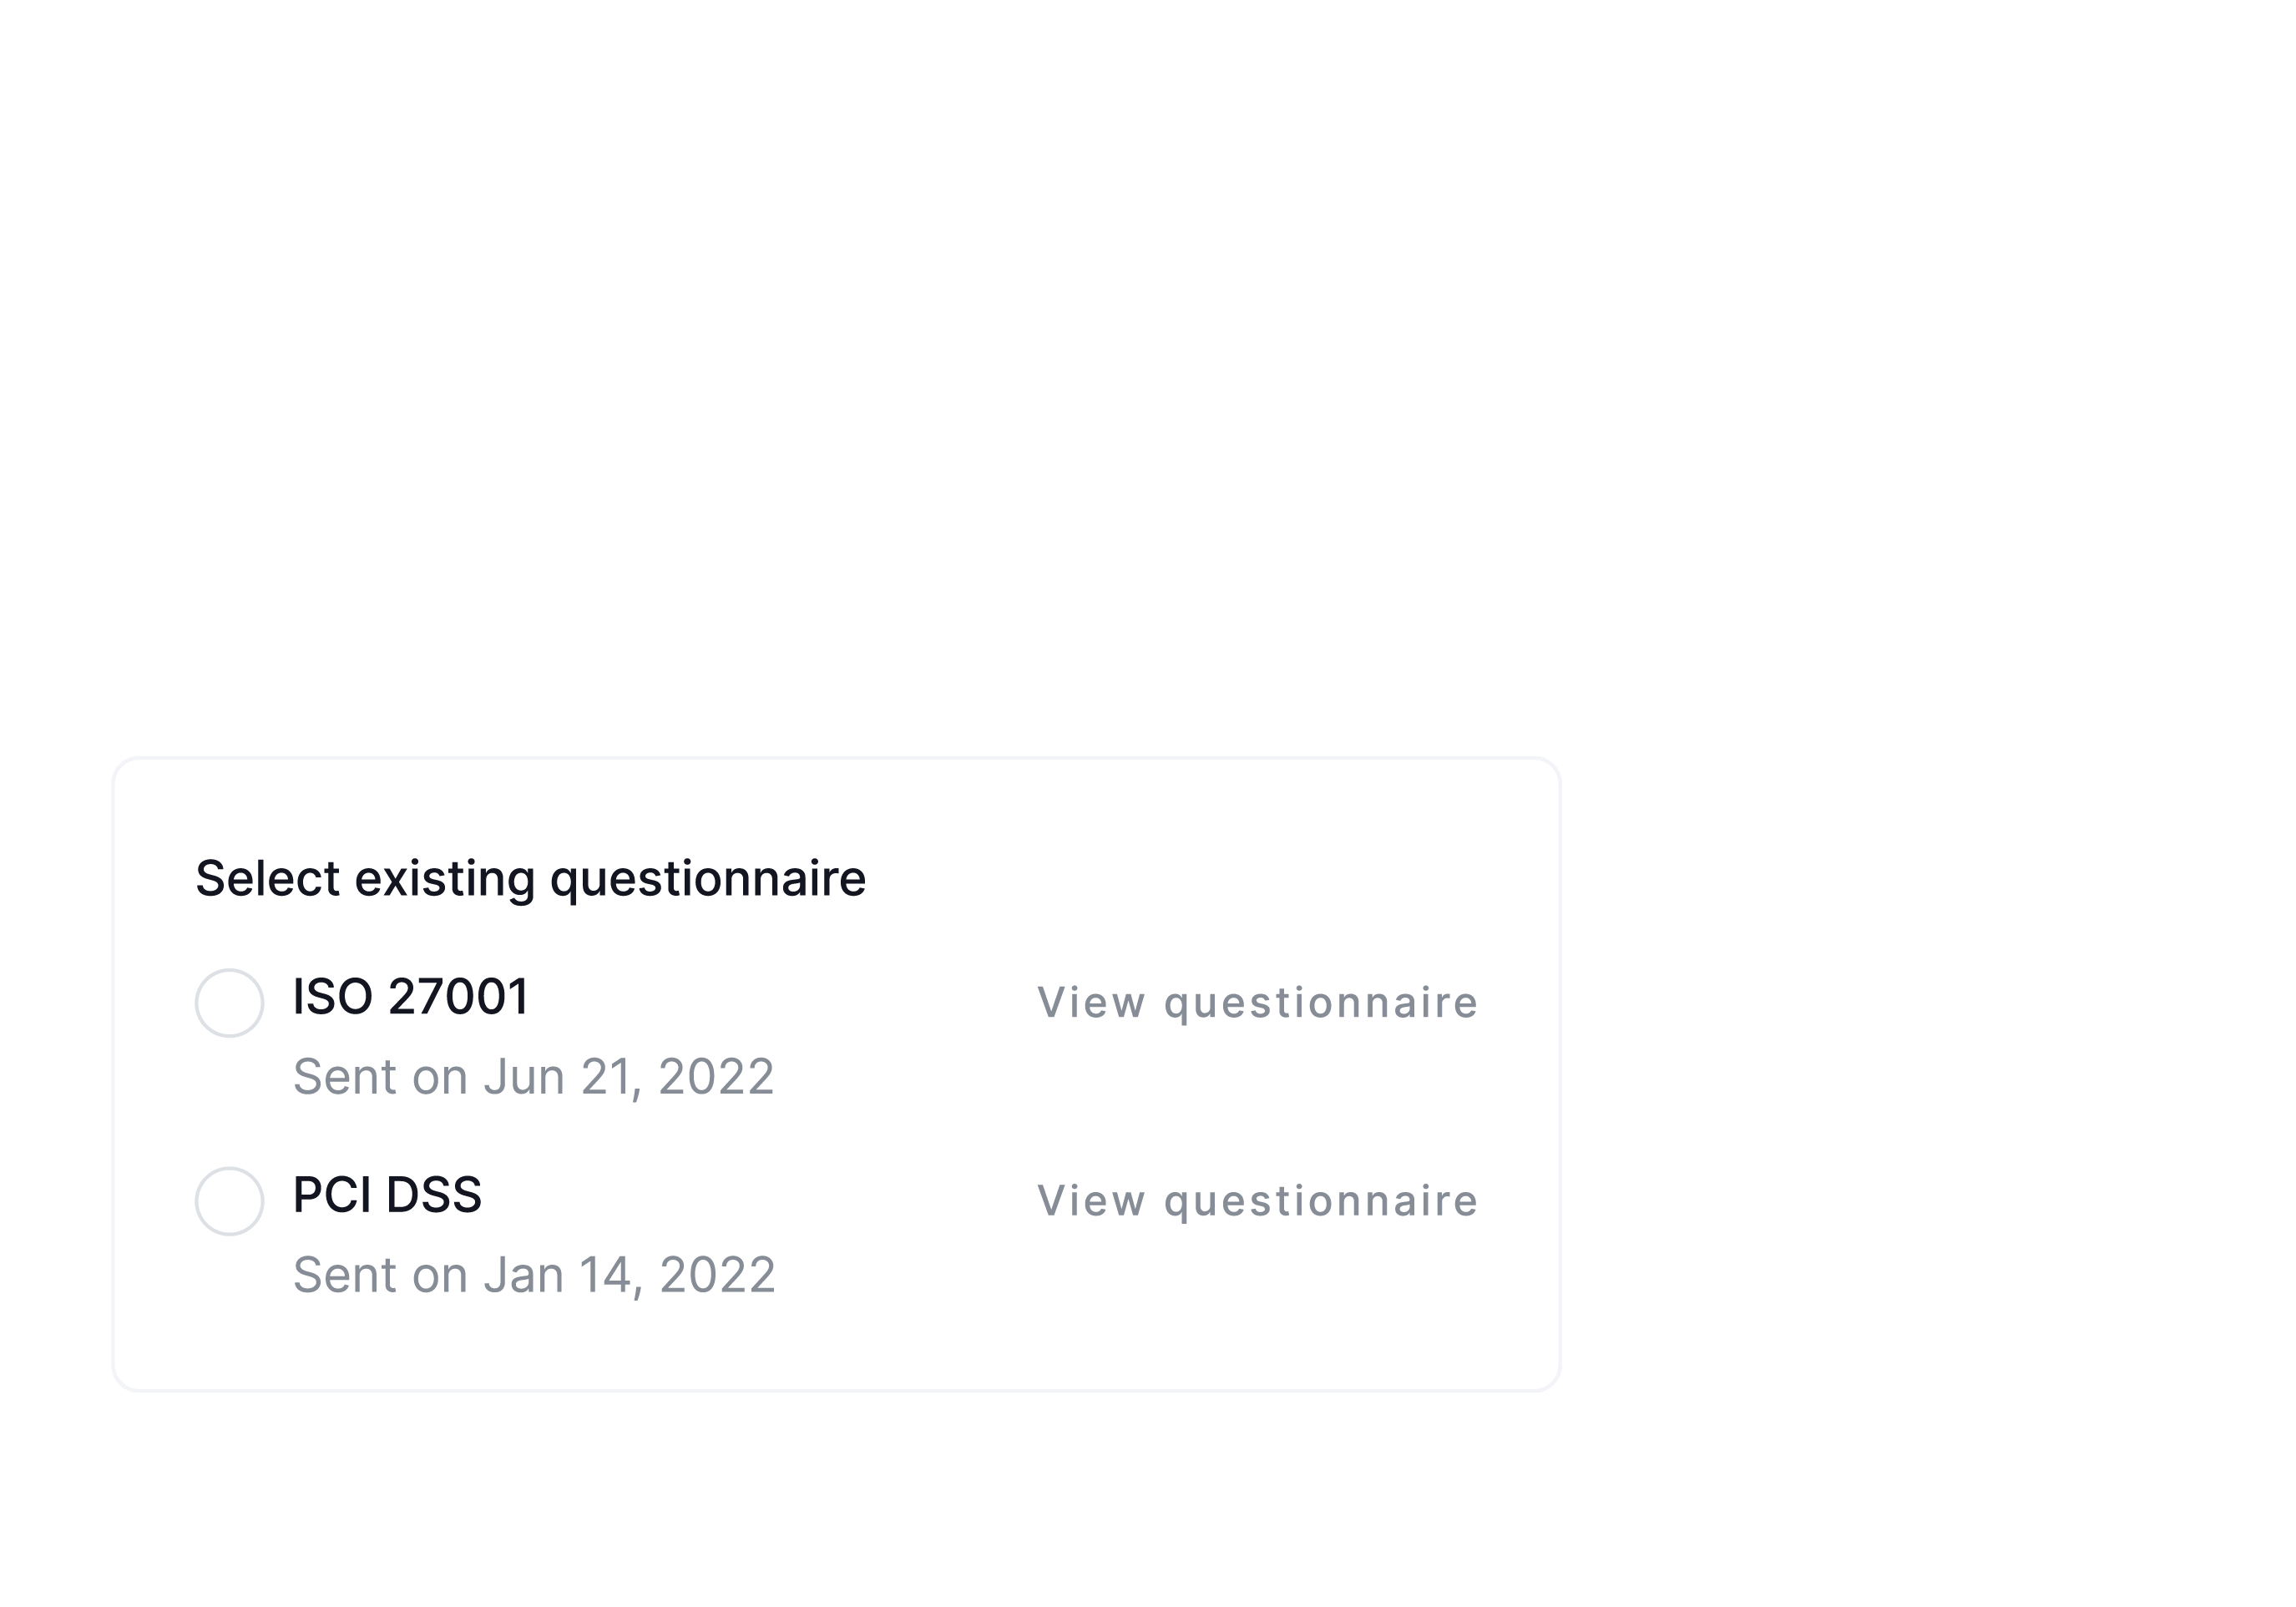 Select existing questionnaire
ISO 27001
View questionnaire
Sent on Jun 21, 2022
PCI DSS
View questionnaire
Sent on Jan 14, 2022